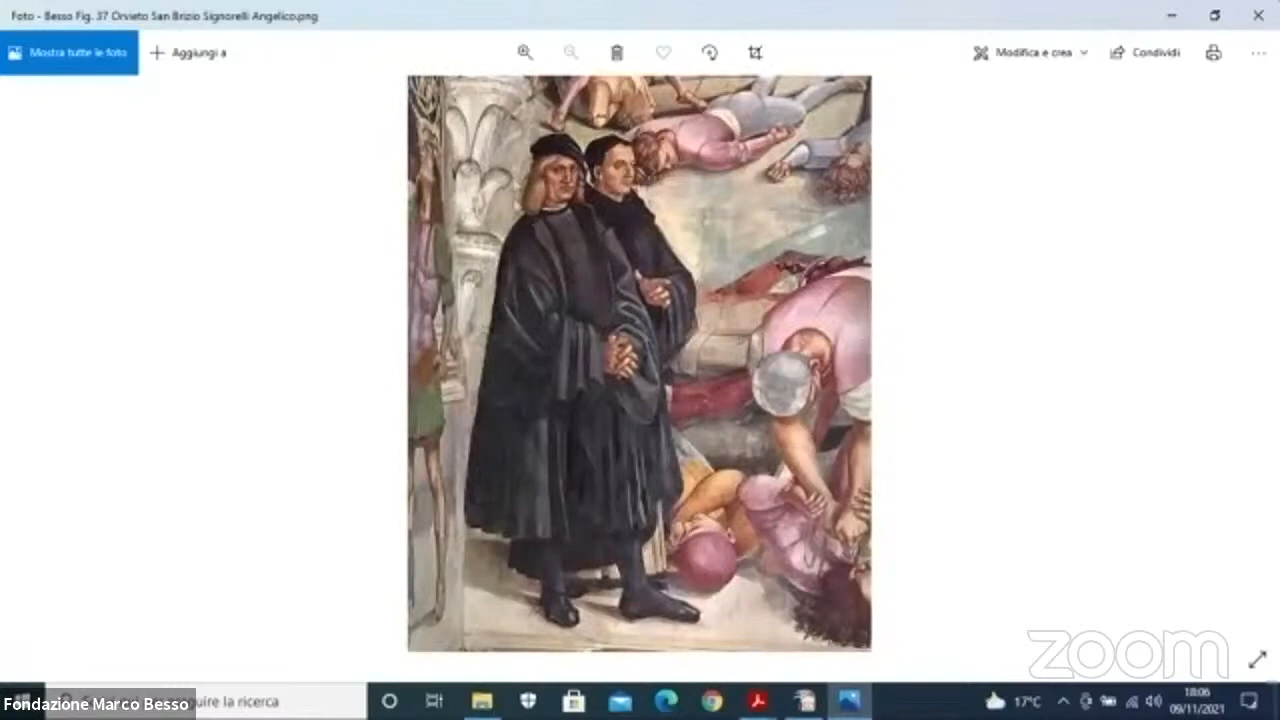 Foto - Besso Fig. 37 Orvieto San Brizio Signorelli Angelico.png
Mostra tutte le foto
Aggiungi a
Modifica e crea
Condividi
zoom
Fondazione Marco Besso
la ricerca
17°C
18:06
09/11/2021